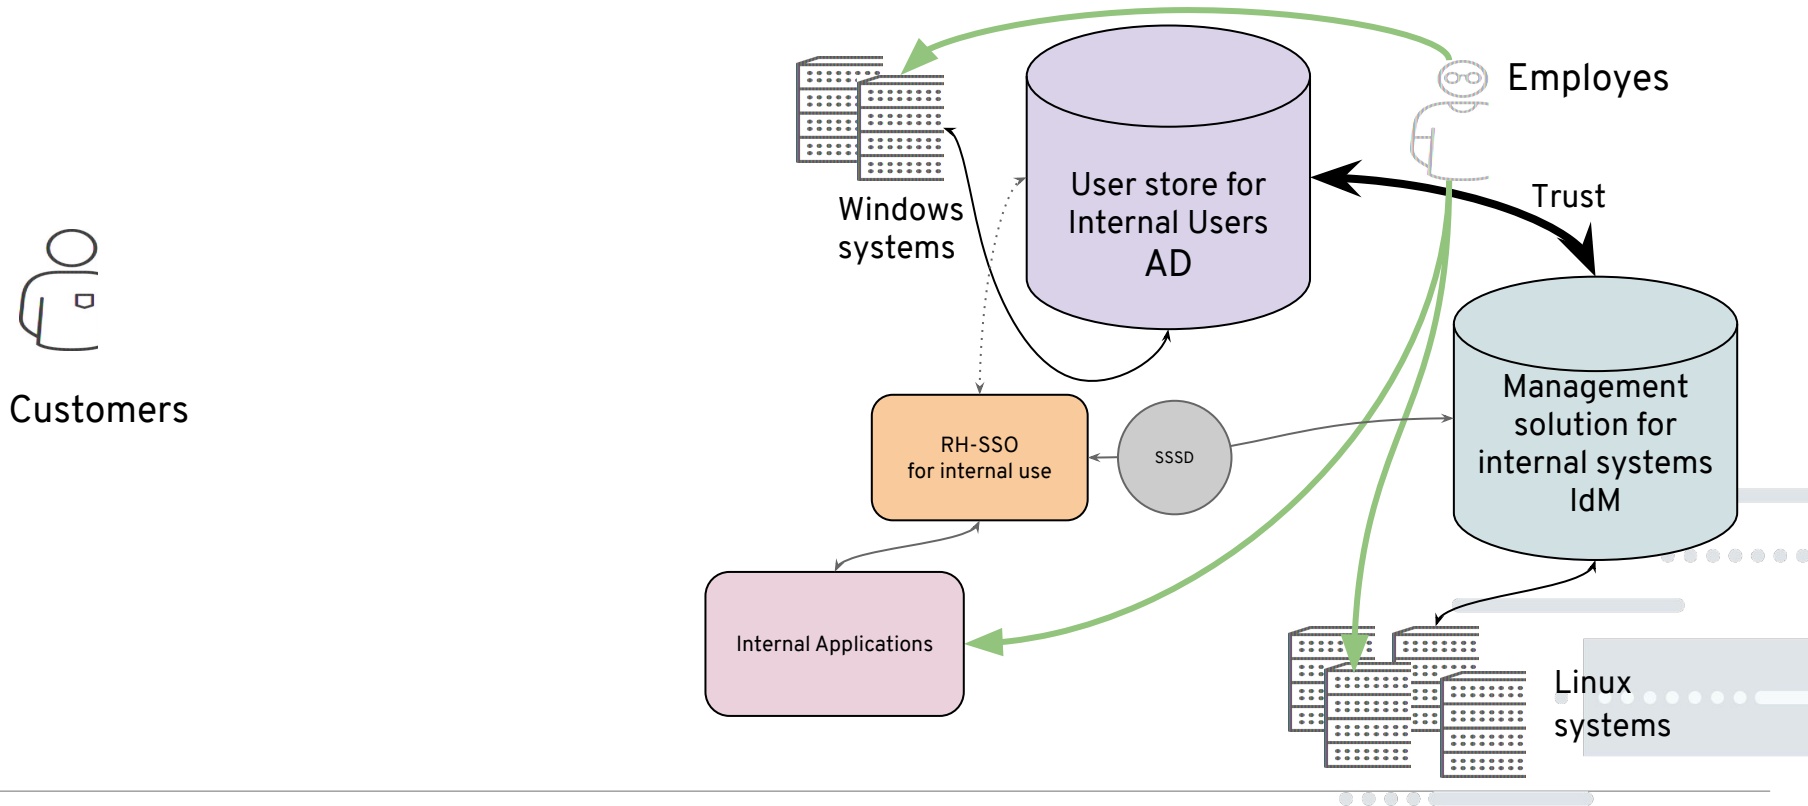 Employes
Trust
User store for
Internal Users
AD
Windows
systems
Customers
Management
solution for
internal systems
IdM
RH-SSO
for internal use
SSSD
Internal Applications
Linux
systems